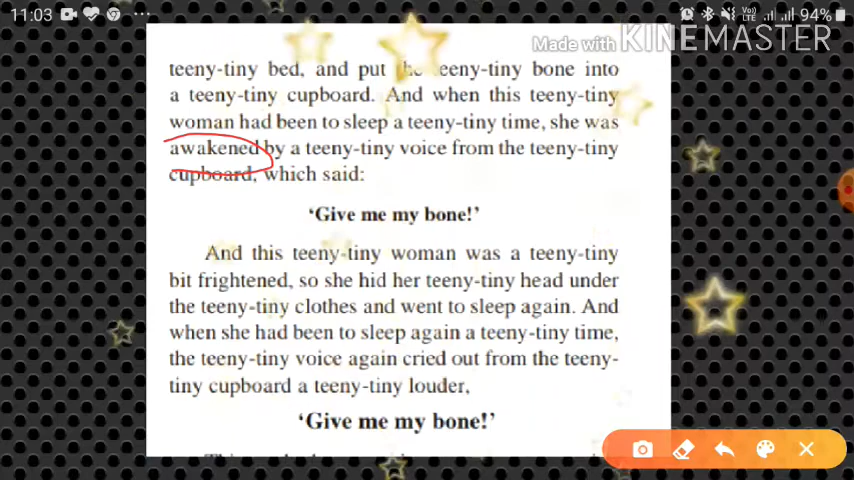 11:03 94%
Made with KINEMASTER
teeny-tiny bed, and put the teeny-tiny bone into
a teeny-tiny cupboard. And when this teeny-tiny
woman had been to sleep a teeny-tiny time, she was
awakened by a teeny-tiny voice from the teeny-tiny
cupboard, which said:
‘Give me my bone!’
And this teeny-tiny woman was a teeny-tiny
bit frightened, so she hid her teeny-tiny head under
the teeny-tiny clothes and went to sleep again. And
when she had been to sleep again a teeny-tiny time,
the teeny-tiny voice again cried out from the teeny-
tiny cupboard a teeny-tiny louder,
‘Give me my bone!’